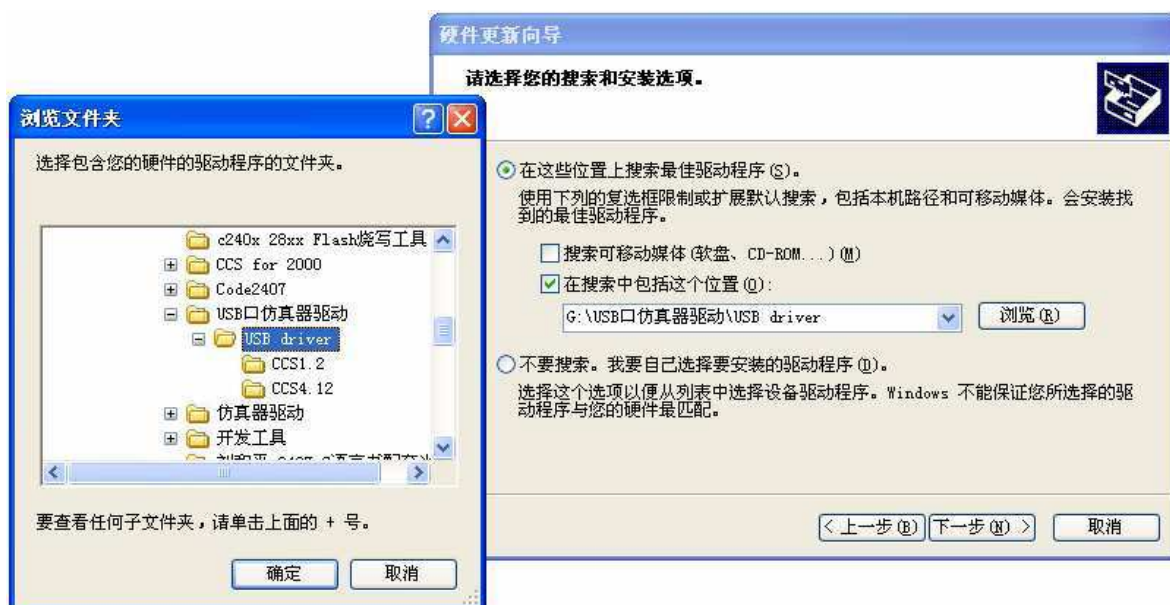 硬件更新向导
请选择您的搜索和安装选项。
浏览文件夹
选择包含您的硬件的驱动程序的文件夹。
c240x 28xx Flash烧写工具
CCS for 2000
Code2407
USB口仿真器驱动
USB driver
CCS1.2
CCS4.12
仿真器驱动
开发工具
要查看任何子文件夹，请单击上面的 + 号。
确定
取消
在这些位置上搜索最佳驱动程序(S)。
使用下列的复选框限制或扩展默认搜索，包括本机路径和可移动媒体。会安装找
到的最佳驱动程序。
搜索可移动媒体(软盘、CD-ROM...)(M)
在搜索中包括这个位置(O):
G:\USB口仿真器驱动\USB driver
浏览(R)
不要搜索。我要自己选择要安装的驱动程序(D)。
选择这个选项以便从列表中选择设备驱动程序。Windows 不能保证您所选择的驱
动程序与您的硬件最匹配。
< 上一步(B)
下一步(N) >
取消